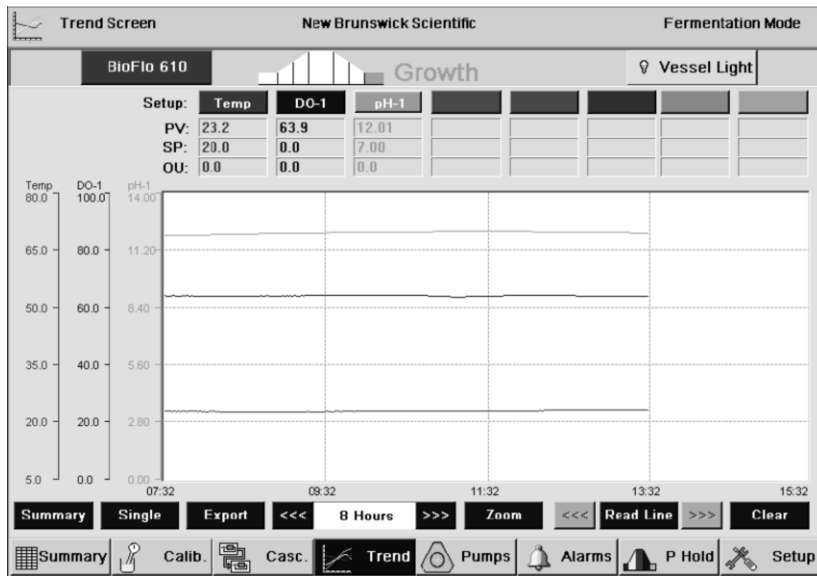 Trend Screen New Brunswick Scientific Fermentation Mode
BioFlo 610 Growth Vessel Light
Setup: Temp DO-1 pH-1
PV: 23.2 63.9 12.01
SP: 20.0 0.0 7.00
OU: 0.0 0.0 0.0
Temp DO-1 pH-1
80.0 100.0 14.00
65.0 80.0 11.20
50.0 60.0 8.40
35.0 40.0 5.60
20.0 20.0 2.80
5.0 0.0 0.00
07:32 09:32 11:32 13:32 15:32
Summary Single Export <<< 8 Hours >>> Zoom <<< Read Line >>> Clear
Summary Calib. Casc. Trend Pumps Alarms P Hold Setup